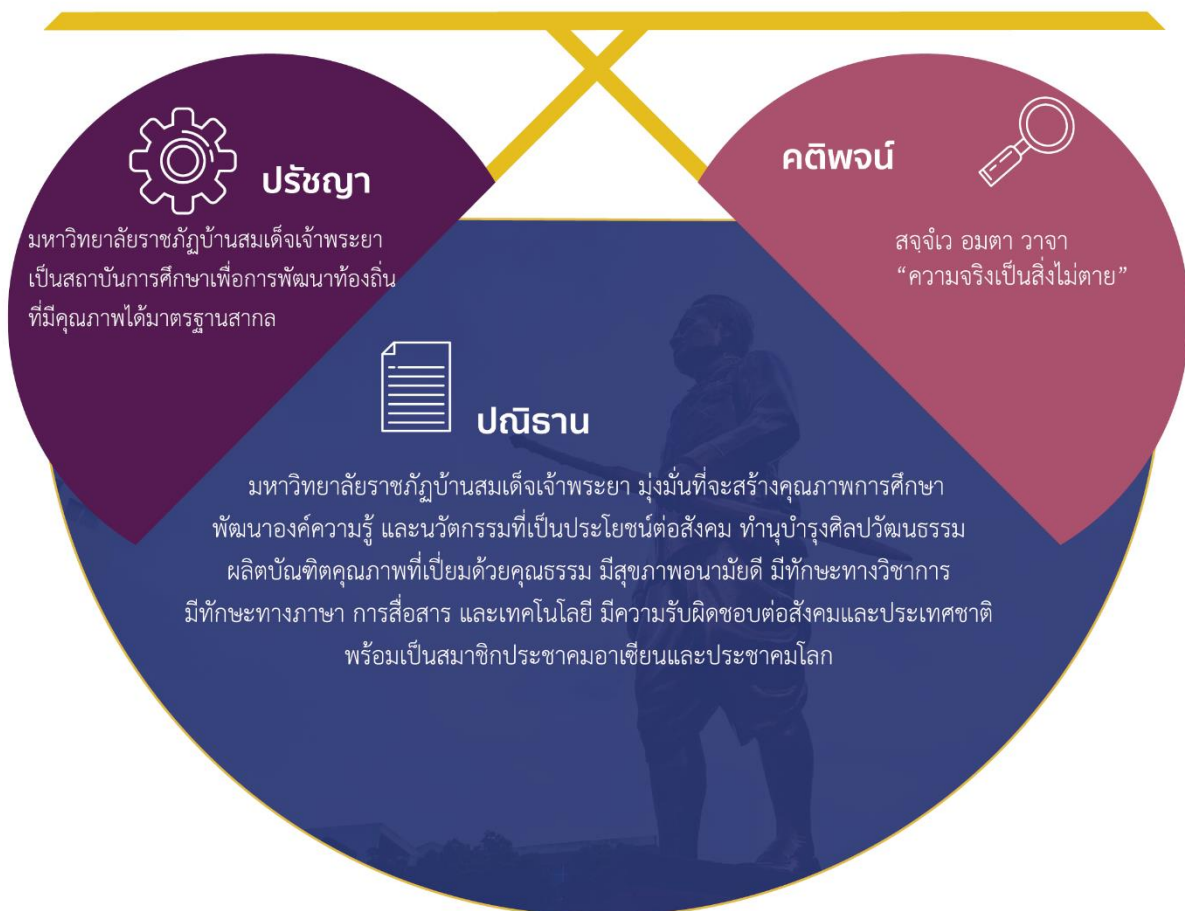 ปรัชญา
มหาวิทยาลัยราชภัฏบ้านสมเด็จเจ้าพระยา
เป็นสถาบันการศึกษาเพื่อการพัฒนาท้องถิ่น
ที่มีคุณภาพได้มาตรฐานสากล
คติพจน์
สจฺจํเว อมตา วาจา
“ความจริงเป็นสิ่งไม่ตาย”
ปณิธาน
มหาวิทยาลัยราชภัฏบ้านสมเด็จเจ้าพระยา มุ่งมั่นที่จะสร้างคุณภาพการศึกษา
พัฒนาองค์ความรู้ และนวัตกรรมที่เป็นประโยชน์ต่อสังคม ทำนุบำรุงศิลปวัฒนธรรม
ผลิตบัณฑิตคุณภาพที่เปี่ยมด้วยคุณธรรม มีสุขภาพอนามัยดี มีทักษะทางวิชาการ
มีทักษะทางภาษา การสื่อสาร และเทคโนโลยี มีความรับผิดชอบต่อสังคมและประเทศชาติ
พร้อมเป็นสมาชิกประชาคมอาเซียนและประชาคมโลก